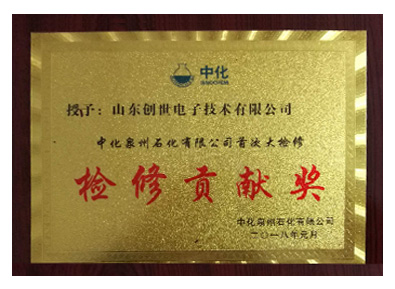 中化
SINOCHEM
授予：山东创世电子技术有限公司
中化泉州石化有限公司首次大检修
检修贡献奖
中化泉州石化有限公司
二〇一八年元月